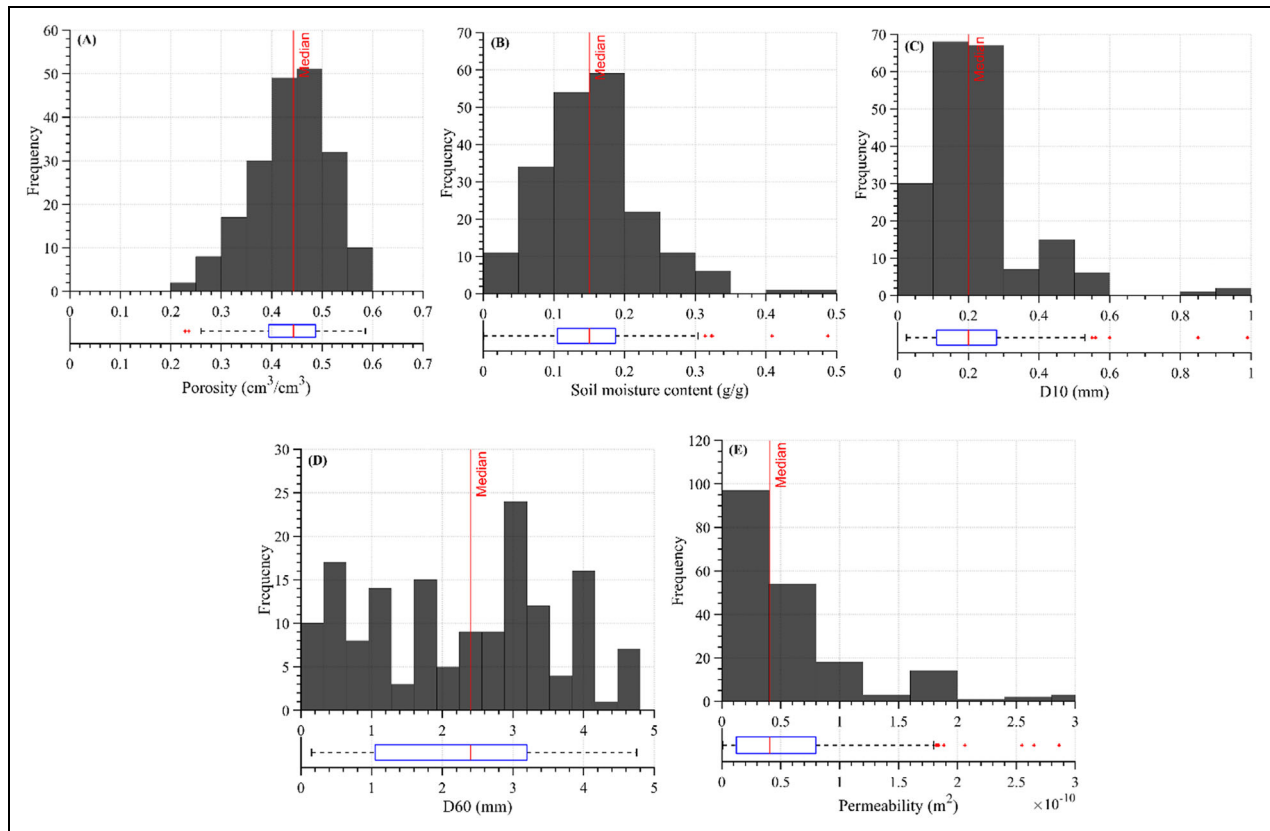 (A)
Median
Frequency
60
50
40
30
20
10
0
0 0.1 0.2 0.3 0.4 0.5 0.6 0.7
0 0.1 0.2 0.3 0.4 0.5 0.6 0.7
Porosity (cm³/cm³)
(B)
Median
Frequency
70
60
50
40
30
20
10
0
0 0.1 0.2 0.3 0.4 0.5
0 0.1 0.2 0.3 0.4 0.5
Soil moisture content (g/g)
(C)
Median
Frequency
70
60
50
40
30
20
10
0
0 0.2 0.4 0.6 0.8 1
0 0.2 0.4 0.6 0.8 1
D10 (mm)
(D)
Median
Frequency
30
25
20
15
10
5
0
0 1 2 3 4 5
0 1 2 3 4 5
D60 (mm)
(E)
Median
Frequency
120
100
80
60
40
20
0
0 0.5 1 1.5 2 2.5 3
0 0.5 1 1.5 2 2.5 3
Permeability (m²)
×10⁻¹⁰